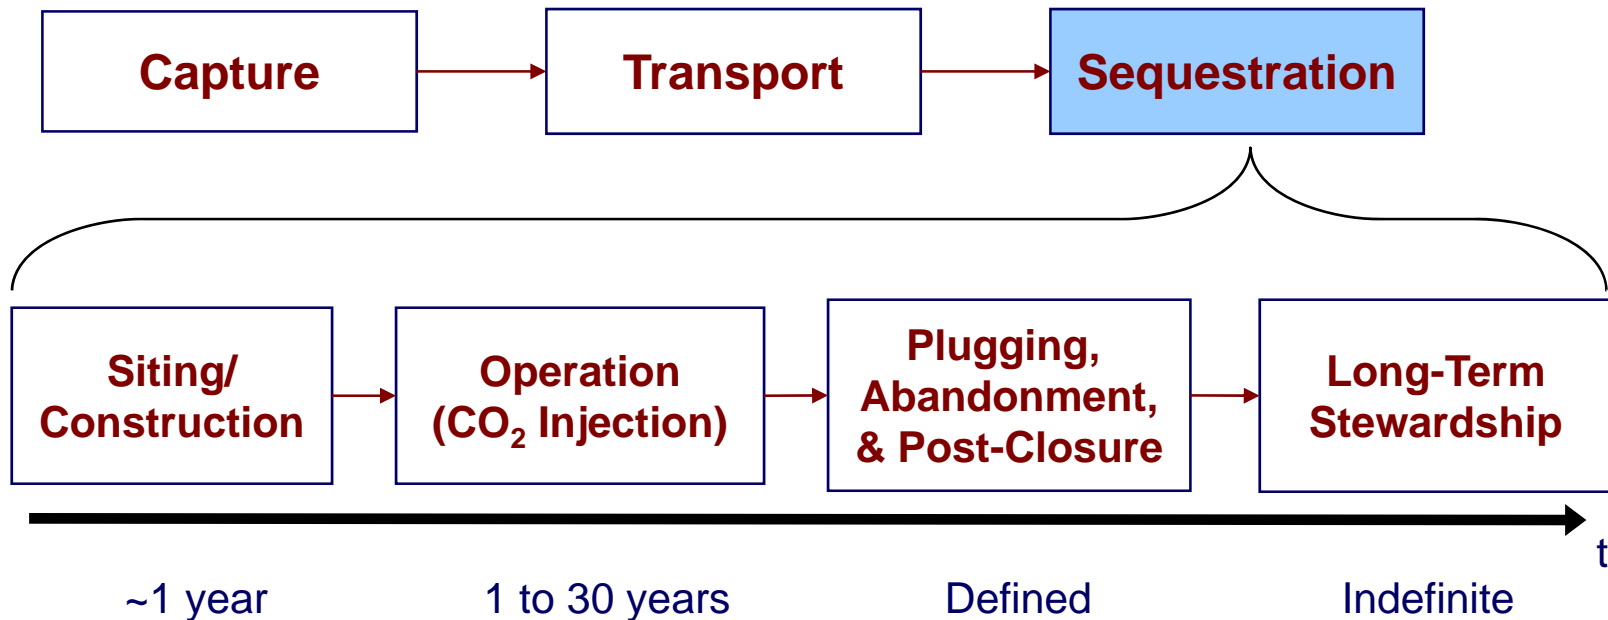 Capture
Transport
Sequestration
Siting/
Construction
Operation
(CO₂ Injection)
Plugging,
Abandonment,
& Post-Closure
Long-Term
Stewardship
t
~1 year
1 to 30 years
Defined
Indefinite